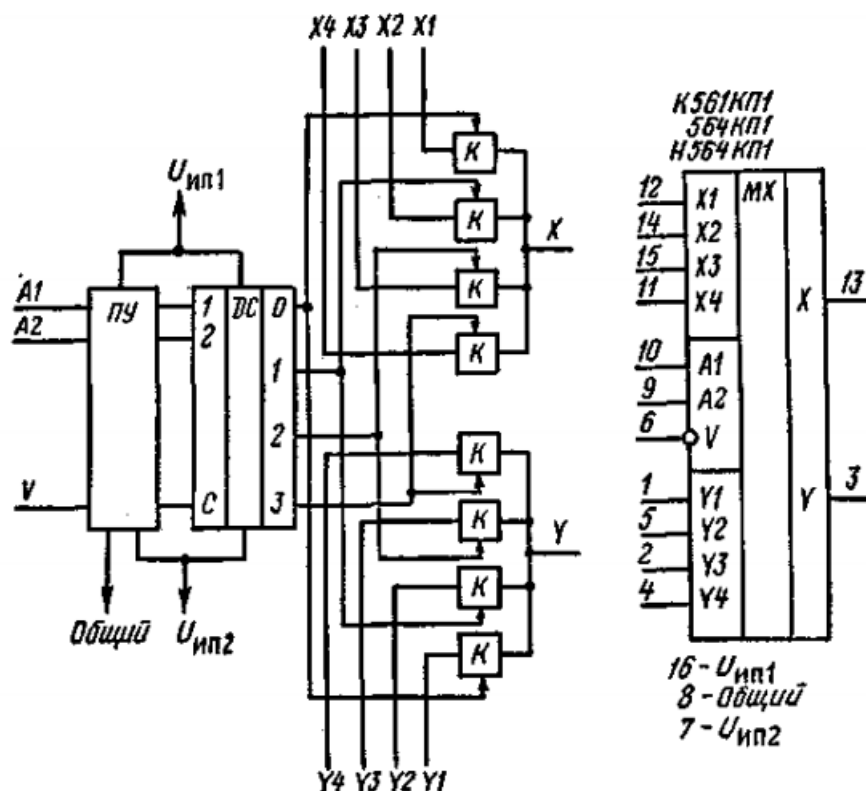 X4 X3 X2 X1
К
К
К
К
X
Uип1
A1
A2
V
ПУ
1
2
C
DC
0
1
2
3
Общий
Uип2
К
К
К
К
Y
Y4 Y3 Y2 Y1
К561КП1
564КП1
Н564КП1
12 X1
14 X2
15 X3
11 X4
10 A1
9 A2
6 V
1 Y1
5 Y2
2 Y3
4 Y4
MX
X 13
Y 3
16 - Uип1
8 - Общий
7 - Uип2